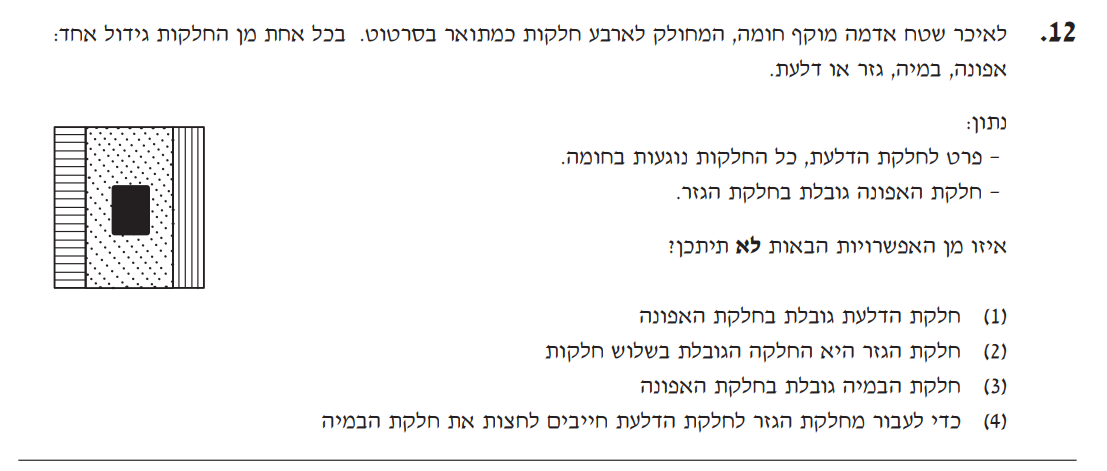 12. לאיכר שטח אדמה מוקף חומה, המחולק לארבע חלקות כמתואר בסרטוט. בכל אחת מן החלקות גידול אחד:
אפונה, במיה, גזר או דלעת.
נתון:
– פרט לחלקת הדלעת, כל החלקות נוגעות בחומה.
– חלקת האפונה גובלת בחלקת הגזר.
איזו מן האפשרויות הבאות לא תיתכן?
(1) חלקת הדלעת גובלת בחלקת האפונה
(2) חלקת הגזר היא החלקה הגובלת בשלוש חלקות
(3) חלקת הבמיה גובלת בחלקת האפונה
(4) כדי לעבור מחלקת הגזר לחלקת הדלעת חייבים לחצות את חלקת הבמיה